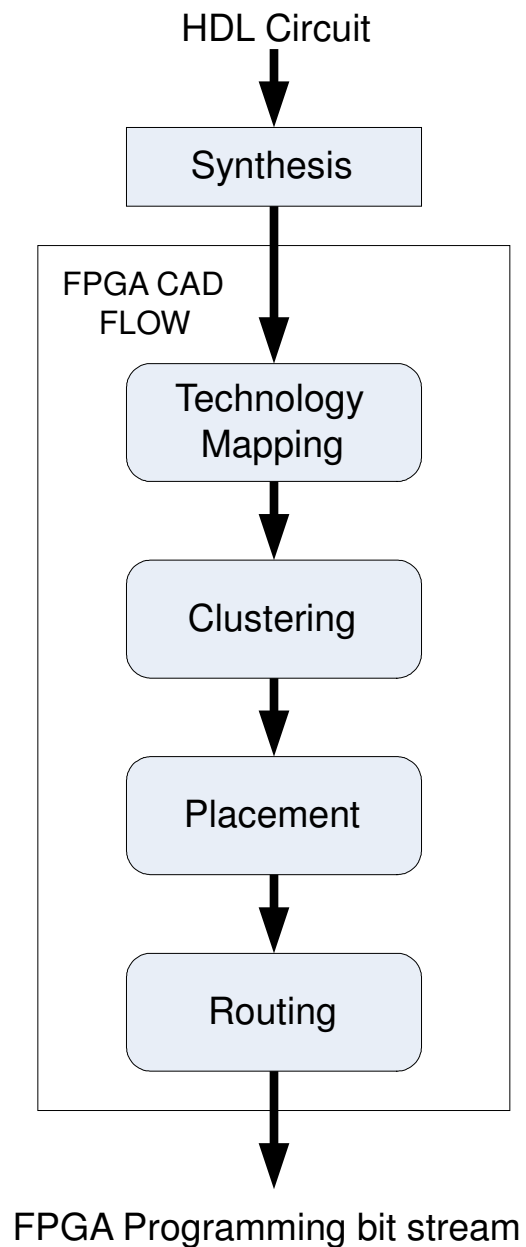 HDL Circuit
Synthesis
FPGA CAD
FLOW
Technology
Mapping
Clustering
Placement
Routing
FPGA Programming bit stream